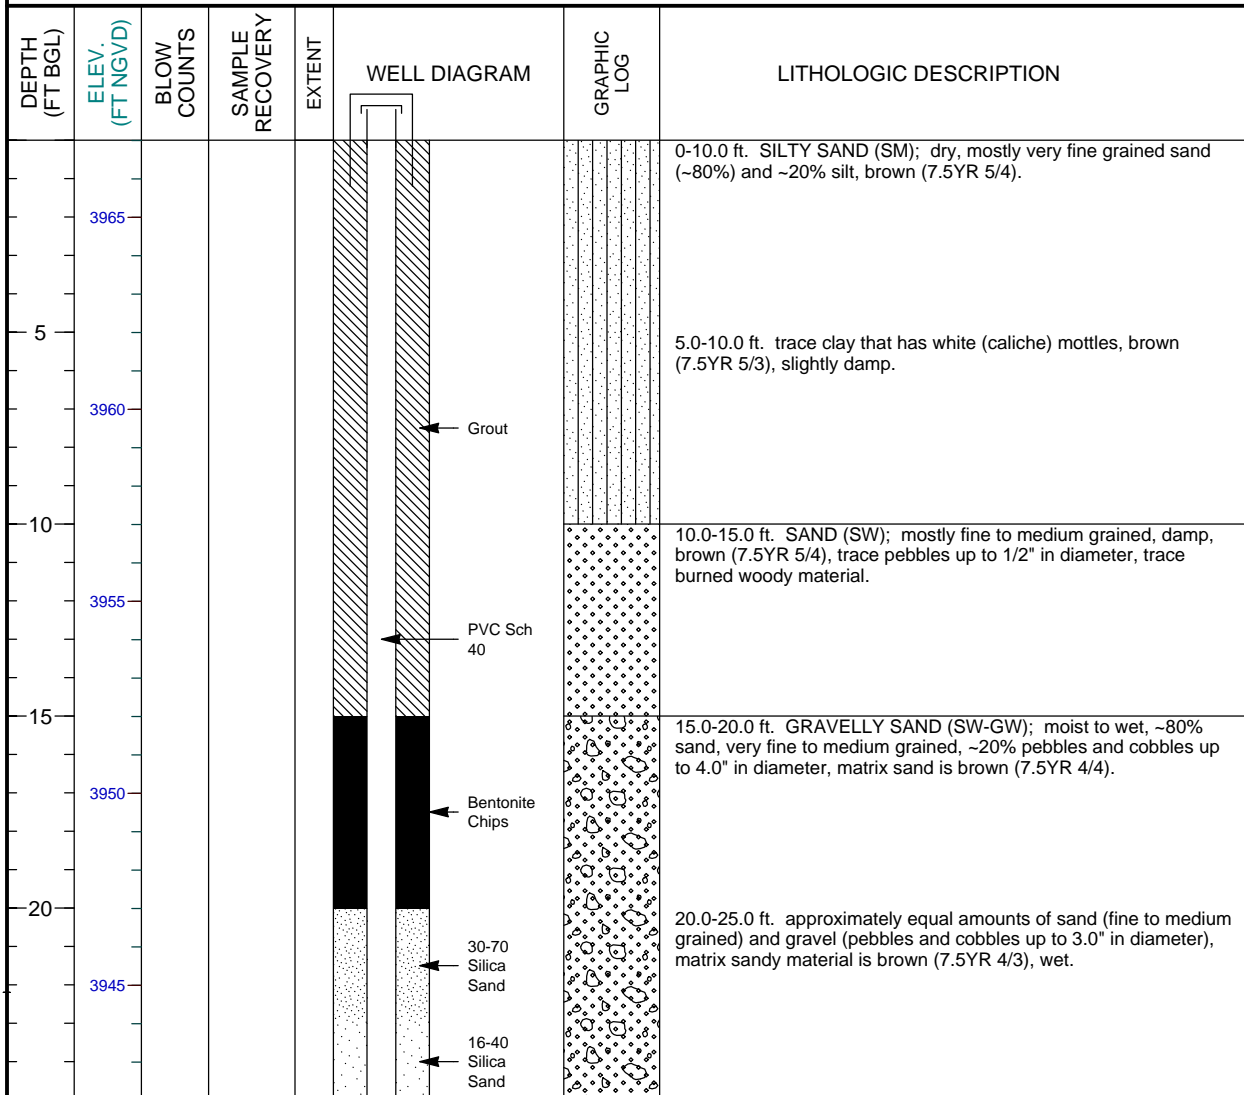 DEPTH
(FT BGL)
ELEV.
(FT NGVD)
BLOW
COUNTS
SAMPLE
RECOVERY
EXTENT
WELL DIAGRAM
GRAPHIC
LOG
LITHOLOGIC DESCRIPTION
0-10.0 ft. SILTY SAND (SM); dry, mostly very fine grained sand
(~80%) and ~20% silt, brown (7.5YR 5/4).
3965
5
5.0-10.0 ft. trace clay that has white (caliche) mottles, brown
(7.5YR 5/3), slightly damp.
3960
Grout
10
10.0-15.0 ft. SAND (SW); mostly fine to medium grained, damp,
brown (7.5YR 5/4), trace pebbles up to 1/2" in diameter, trace
burned woody material.
3955
PVC Sch
40
15
15.0-20.0 ft. GRAVELLY SAND (SW-GW); moist to wet, ~80%
sand, very fine to medium grained, ~20% pebbles and cobbles up
to 4.0" in diameter, matrix sand is brown (7.5YR 4/4).
3950
Bentonite
Chips
20
20.0-25.0 ft. approximately equal amounts of sand (fine to medium
grained) and gravel (pebbles and cobbles up to 3.0" in diameter),
matrix sandy material is brown (7.5YR 4/3), wet.
30-70
Silica
Sand
3945
16-40
Silica
Sand